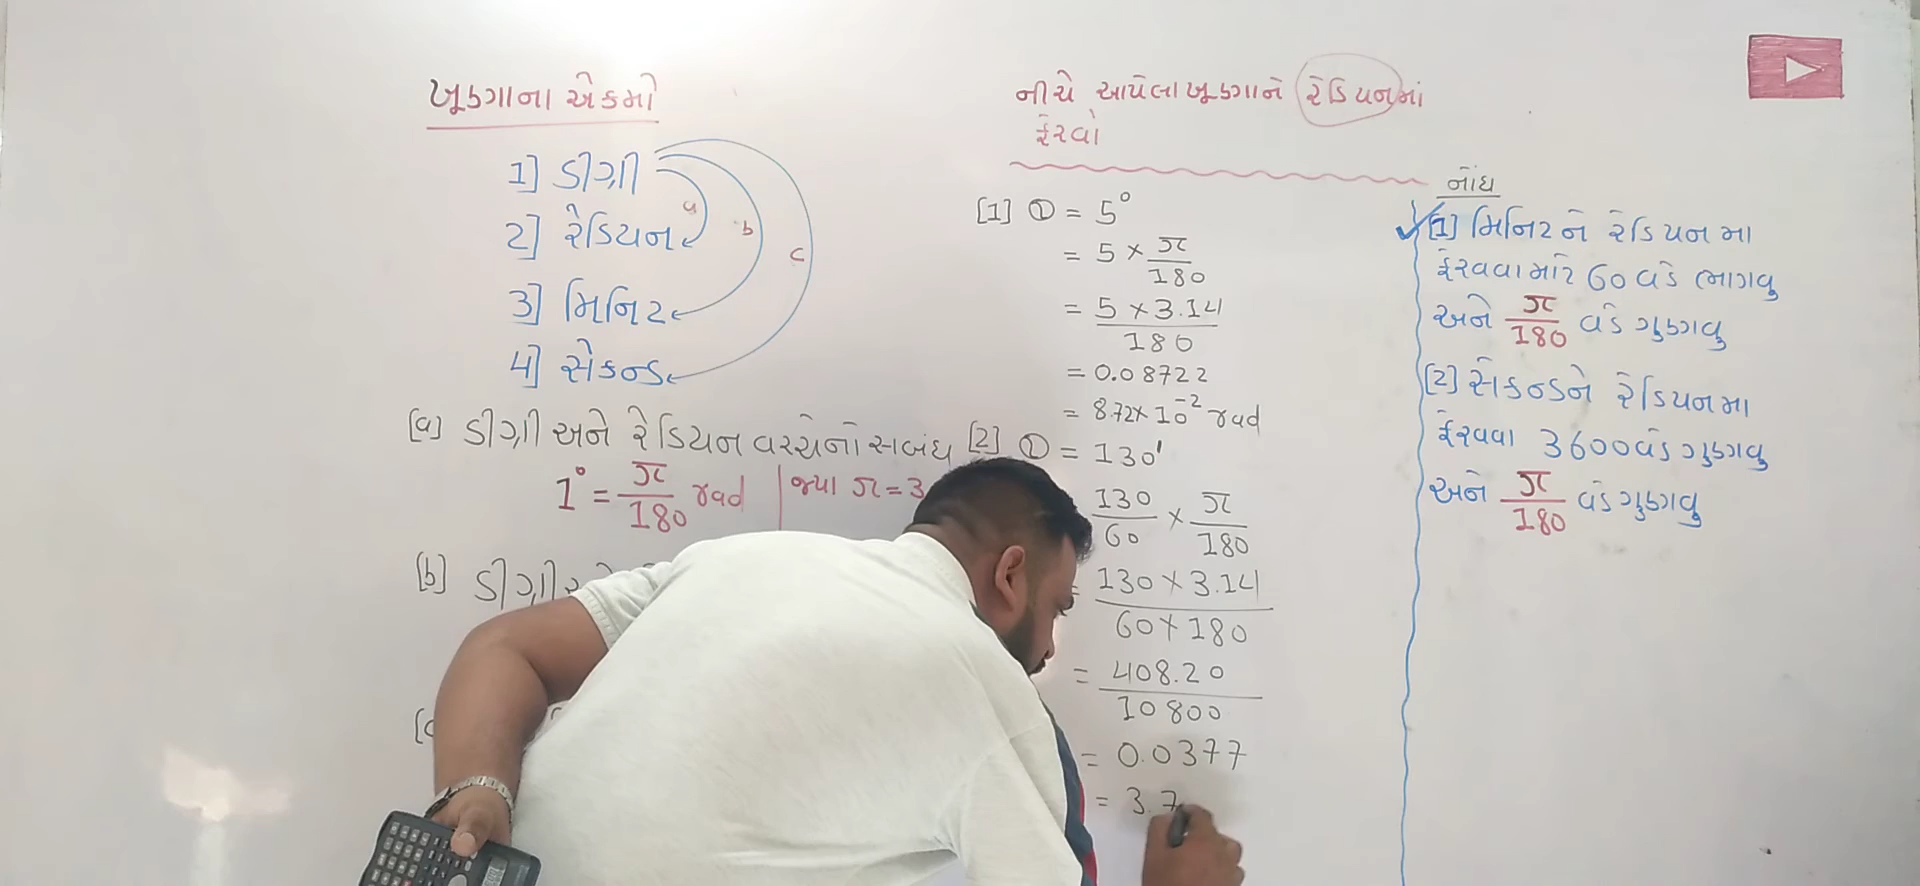 ખૂણાના એકમો
1] ડીગ્રી
2] રેડિયન
3] મિનિટ
4] સેકન્ડ
a
b
c
[a] ડીગ્રી અને રેડિયન વચ્ચેનો સબંધ
1° = π/180 rad | જ્યા π = 3
[b] ડીગ્રી
નીચે આપેલા ખૂણાને રેડિયનમાં
ફેરવો
[1] ① = 5°
= 5 × π/180
= 5 × 3.14/180
= 0.08722
= 8.72 × 10⁻² rad
[2] ① = 130'
130/60 × π/180
= 130 × 3.14/60 × 180
= 408.20/10800
= 0.0377
= 3.7
નોંધ
[1] મિનિટને રેડિયનમા
ફેરવવા માટે 60 વડે ભાગવુ
અને π/180 વડે ગુણવુ
[2] સેકન્ડને રેડિયનમા
ફેરવવા 3600 વડે ગુણવુ
અને π/180 વડે ગુણવુ